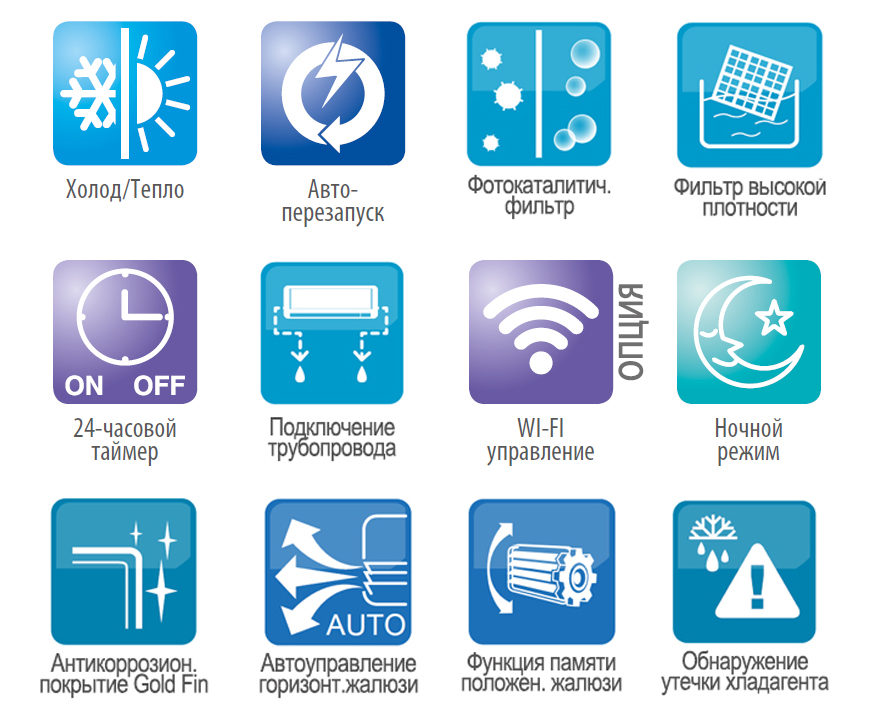 Холод/Тепло
Авто-
перезапуск
Фотокаталитич.
фильтр
Фильтр высокой
плотности
ON OFF
24-часовой
таймер
Подключение
трубопровода
ОПЦИЯ
WI-FI
управление
Ночной
режим
Антикоррозион.
покрытие Gold Fin
AUTO
Автоуправление
горизонт.жалюзи
Функция памяти
положен. жалюзи
Обнаружение
утечки хладагента